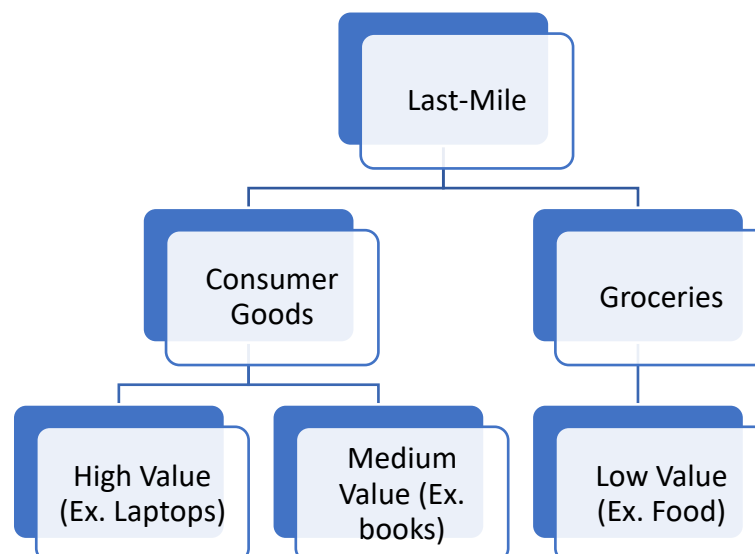 Last-Mile
Consumer
Goods
Groceries
High Value
(Ex. Laptops)
Medium
Value (Ex.
books)
Low Value
(Ex. Food)